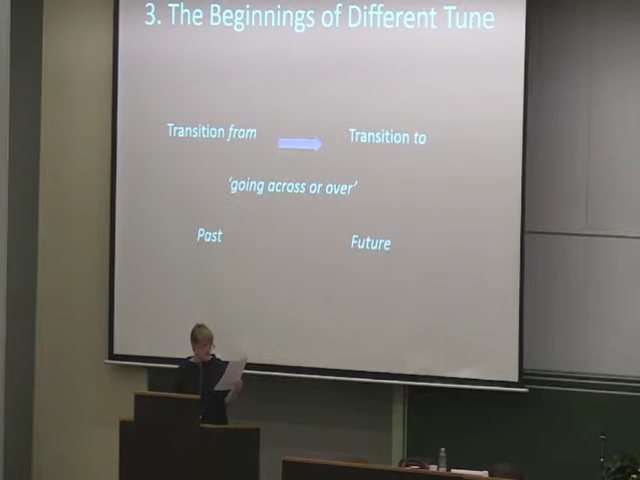 3. The Beginnings of Different Tune
Transition from
Transition to
'going across or over'
Past
Future